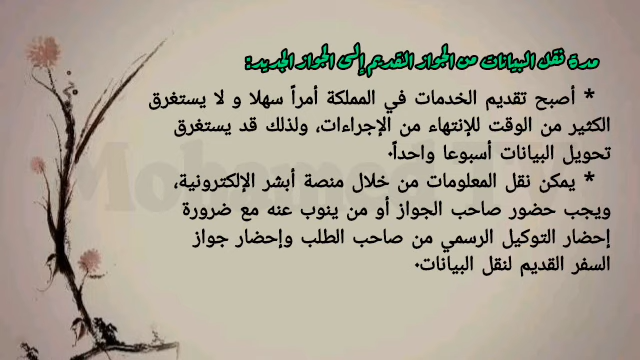 مدة نقل البيانات من الجواز القديم إلى الجواز الجديد:
* أصبح تقديم الخدمات في المملكة أمراً سهلا و لا يستغرق
الكثير من الوقت للإنتهاء من الإجراءات، ولذلك قد يستغرق
تحويل البيانات أسبوعا واحداً.
* يمكن نقل المعلومات من خلال منصة أبشر الإلكترونية،
ويجب حضور صاحب الجواز أو من ينوب عنه مع ضرورة
إحضار التوكيل الرسمي من صاحب الطلب وإحضار جواز
السفر القديم لنقل البيانات.